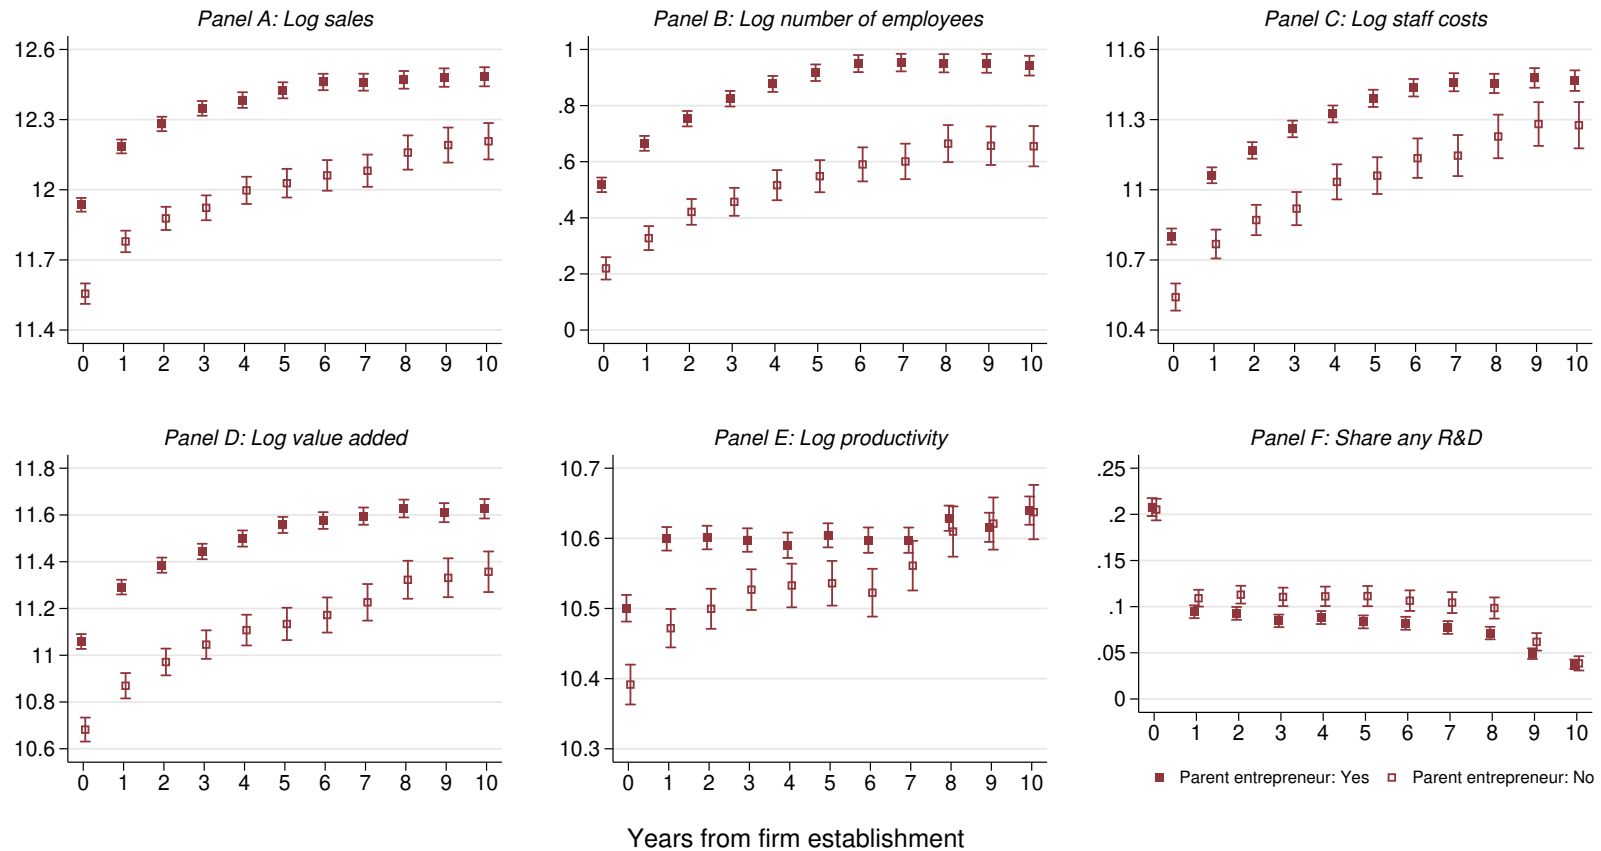 Panel A: Log sales
12.6
12.3
12
11.7
11.4
0 1 2 3 4 5 6 7 8 9 10
Panel B: Log number of employees
1
.8
.6
.4
.2
0
0 1 2 3 4 5 6 7 8 9 10
Panel C: Log staff costs
11.6
11.3
11
10.7
10.4
0 1 2 3 4 5 6 7 8 9 10
Panel D: Log value added
11.8
11.6
11.4
11.2
11
10.8
10.6
0 1 2 3 4 5 6 7 8 9 10
Panel E: Log productivity
10.7
10.6
10.5
10.4
10.3
0 1 2 3 4 5 6 7 8 9 10
Panel F: Share any R&D
.25
.2
.15
.1
.05
0
0 1 2 3 4 5 6 7 8 9 10
Parent entrepreneur: Yes Parent entrepreneur: No
Years from firm establishment